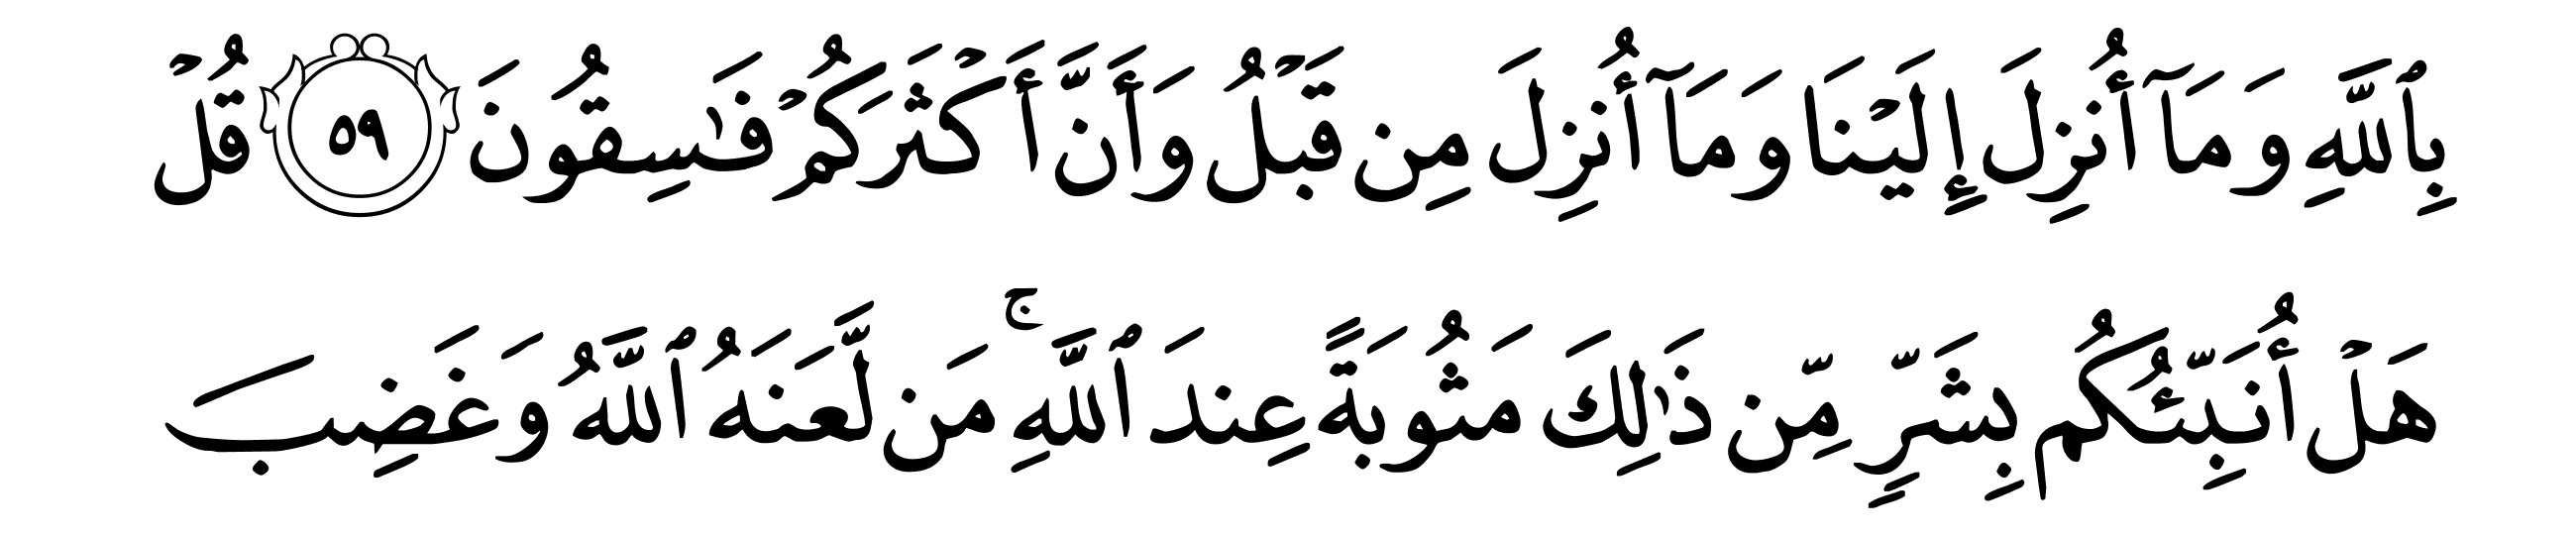 بِٱللَّهِ وَمَآ أُنزِلَ إِلَيۡنَا وَمَآ أُنزِلَ مِن قَبۡلُ وَأَنَّ أَكۡثَرَكُمۡ فَٰسِقُونَ ٥٩ قُلۡ
هَلۡ أُنَبِّئُكُم بِشَرّٖ مِّن ذَٰلِكَ مَثُوبَةً عِندَ ٱللَّهِۚ مَن لَّعَنَهُ ٱللَّهُ وَغَضِبَ